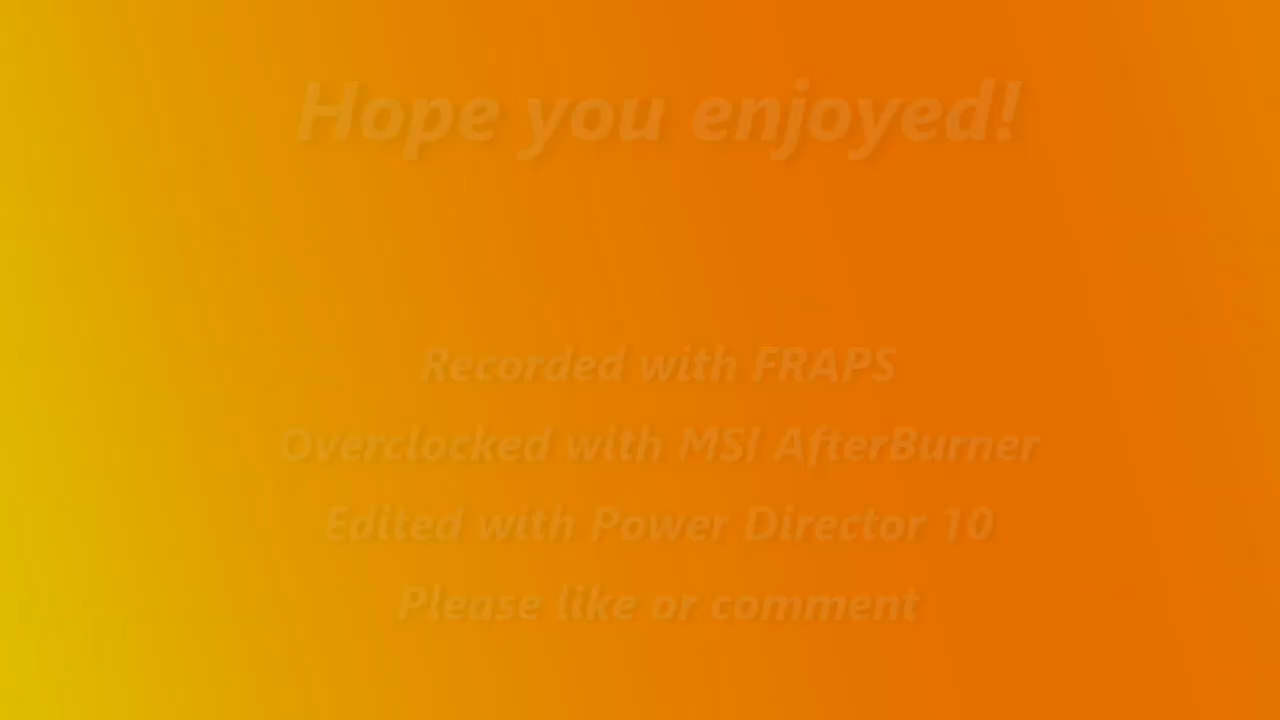 Hope you enjoyed!
Recorded with FRAPS
Overclocked with MSI AfterBurner
Edited with Power Director 10
Please like or comment